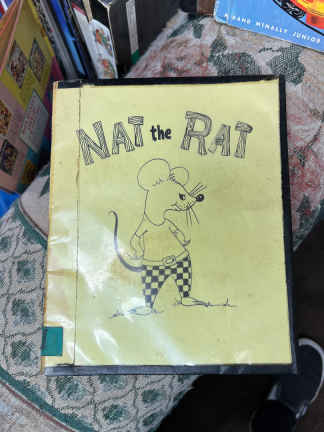 A RAND MCNALLY JUNIOR
NAT the RAT